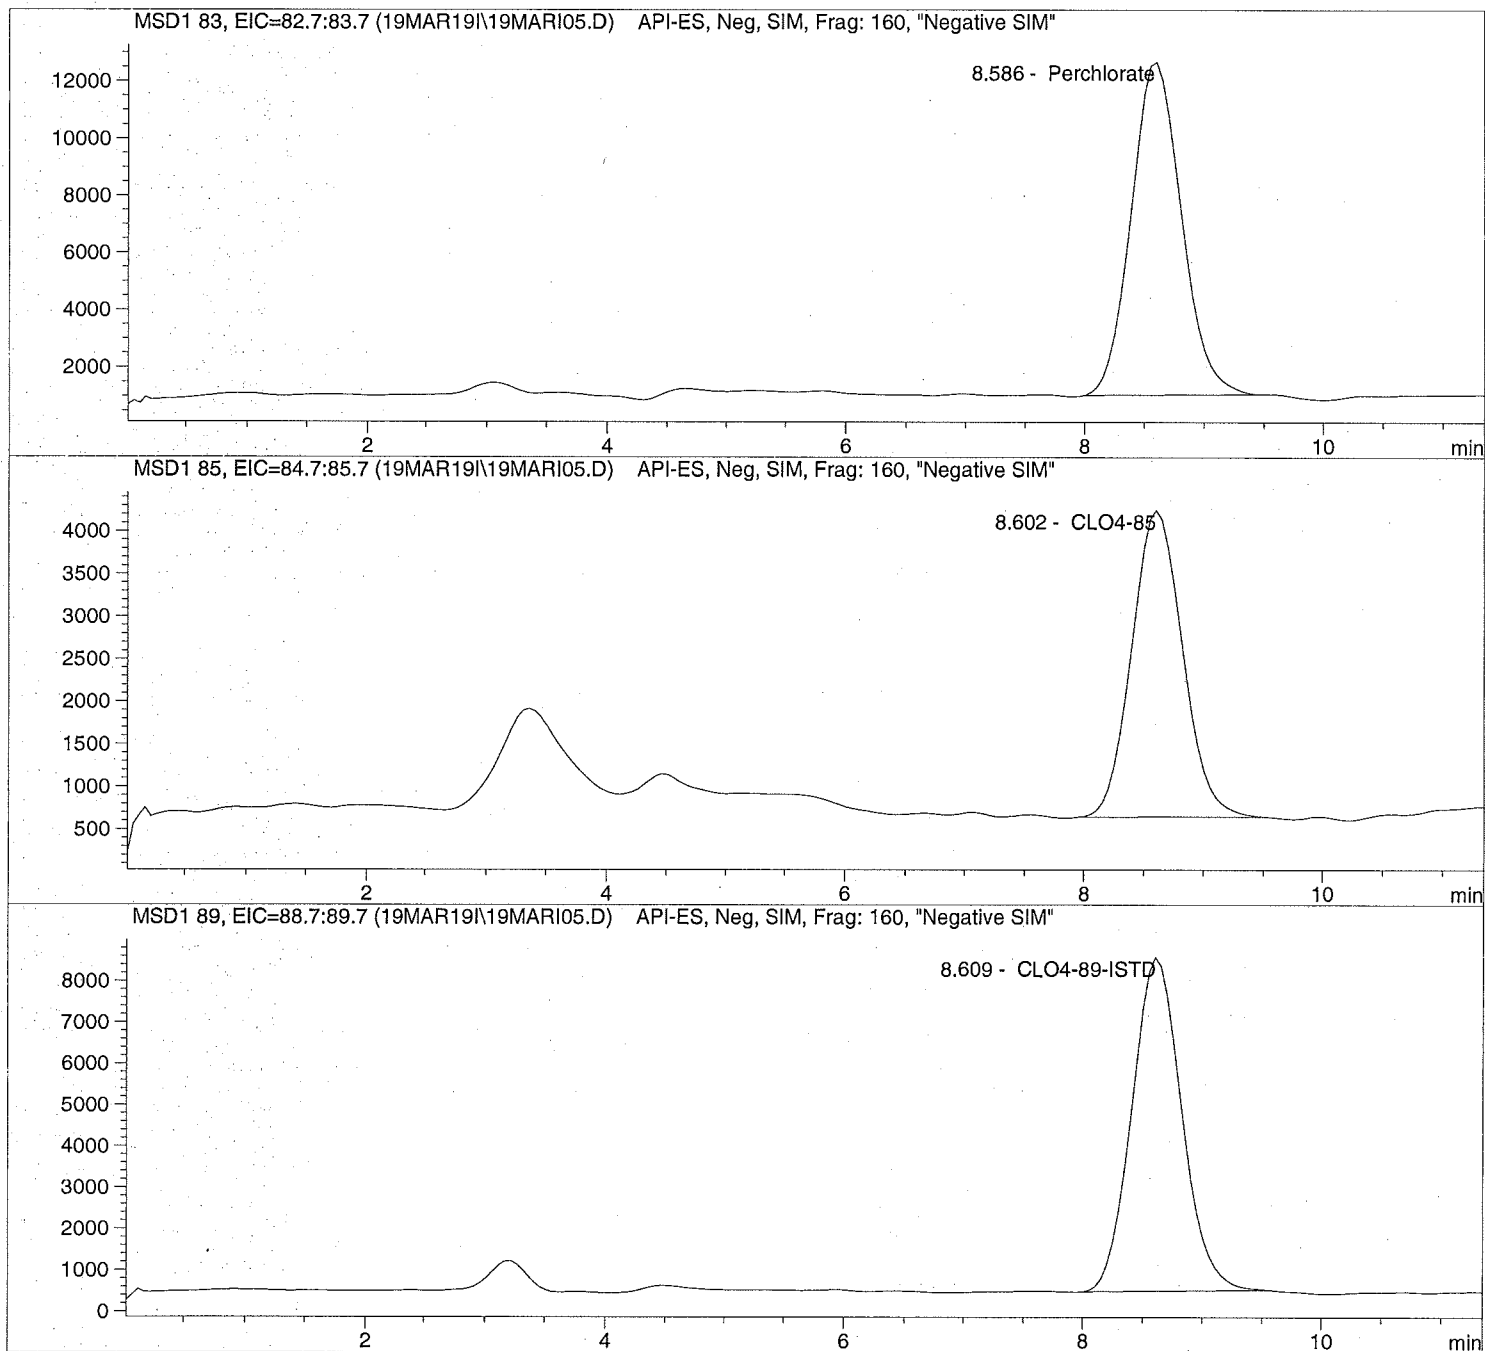 MSD1 83, EIC=82.7:83.7 (19MAR19I\19MARI05.D) API-ES, Neg, SIM, Frag: 160, "Negative SIM"
8.586 - Perchlorate
12000
10000
8000
6000
4000
2000
2 4 6 8 10 min
MSD1 85, EIC=84.7:85.7 (19MAR19I\19MARI05.D) API-ES, Neg, SIM, Frag: 160, "Negative SIM"
8.602 - CLO4-85
4000
3500
3000
2500
2000
1500
1000
500
2 4 6 8 10 min
MSD1 89, EIC=88.7:89.7 (19MAR19I\19MARI05.D) API-ES, Neg, SIM, Frag: 160, "Negative SIM"
8.609 - CLO4-89-ISTD
8000
7000
6000
5000
4000
3000
2000
1000
0
2 4 6 8 10 min